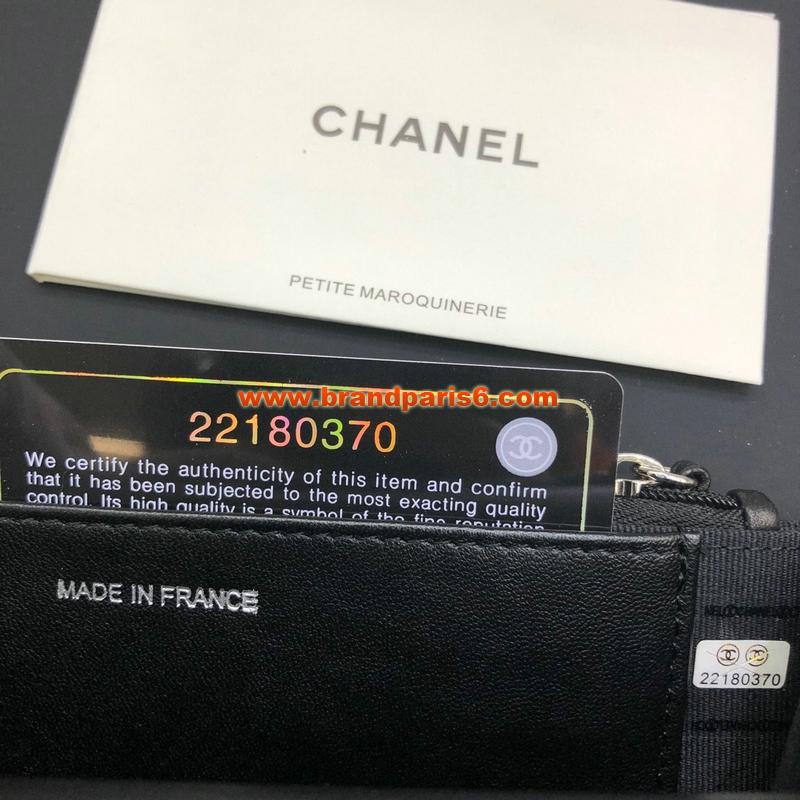 CHANEL
PETITE MAROQUINERIE
www.brandparis6.com
22180370
We certify the authenticity of this item and confirm
that it has been subjected to the most exacting quality
control. Its high quality is a symbol of the fine reputation
MADE IN FRANCE
22180370